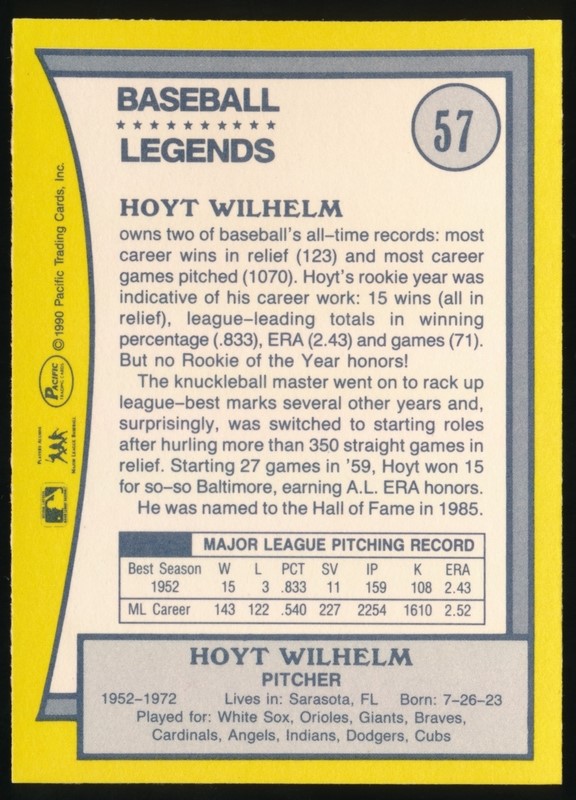 BASEBALL
★★★★★★★★★★
LEGENDS
57
HOYT WILHELM
owns two of baseball's all–time records: most
career wins in relief (123) and most career
games pitched (1070). Hoyt's rookie year was
indicative of his career work: 15 wins (all in
relief), league–leading totals in winning
percentage (.833), ERA (2.43) and games (71).
But no Rookie of the Year honors!
The knuckleball master went on to rack up
league–best marks several other years and,
surprisingly, was switched to starting roles
after hurling more than 350 straight games in
relief. Starting 27 games in '59, Hoyt won 15
for so–so Baltimore, earning A.L. ERA honors.
He was named to the Hall of Fame in 1985.
MAJOR LEAGUE PITCHING RECORD
Best Season W L PCT SV IP K ERA
1952 15 3 .833 11 159 108 2.43
ML Career 143 122 .540 227 2254 1610 2.52
HOYT WILHELM
PITCHER
1952–1972 Lives in: Sarasota, FL Born: 7-26-23
Played for: White Sox, Orioles, Giants, Braves,
Cardinals, Angels, Indians, Dodgers, Cubs
© 1990 Pacific Trading Cards, Inc.
PACIFIC
TRADING CARDS
PLAYERS ALUMNI
MAJOR LEAGUE BASEBALL